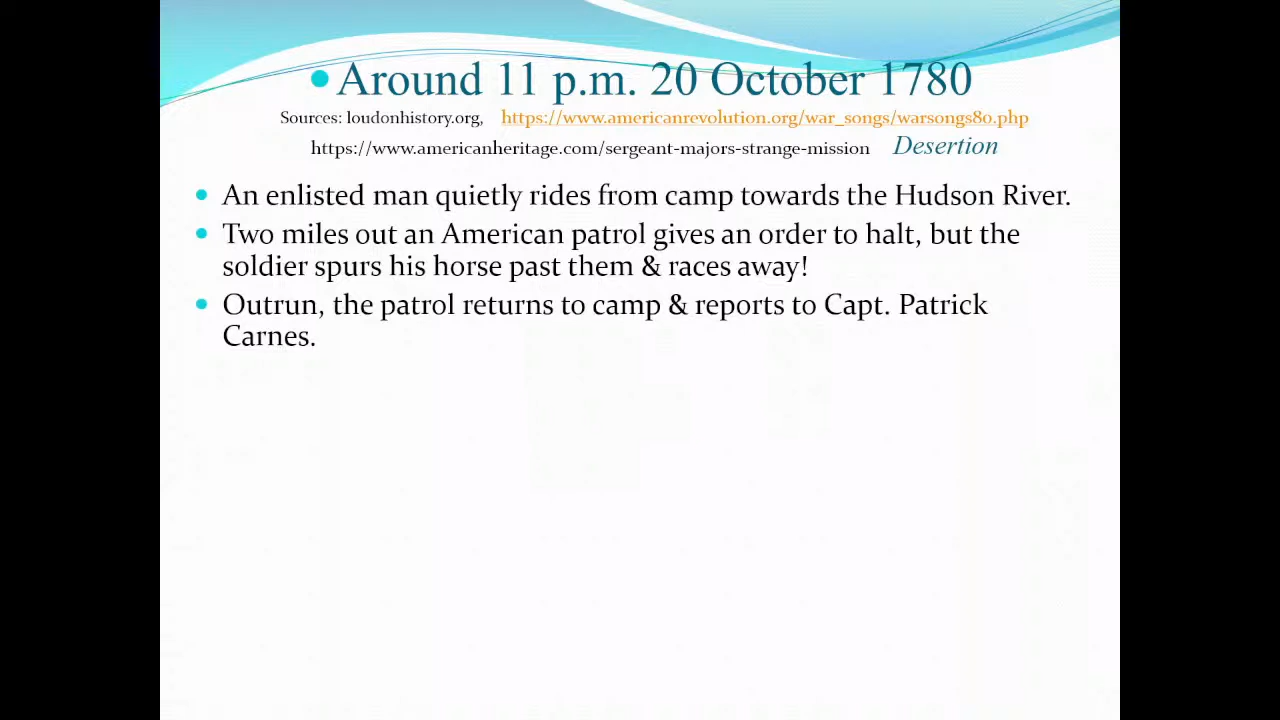 • Around 11 p.m. 20 October 1780
Sources: loudonhistory.org, https://www.americanrevolution.org/war_songs/warsongs80.php
https://www.americanheritage.com/sergeant-majors-strange-mission Desertion
• An enlisted man quietly rides from camp towards the Hudson River.
• Two miles out an American patrol gives an order to halt, but the
soldier spurs his horse past them & races away!
• Outrun, the patrol returns to camp & reports to Capt. Patrick
Carnes.